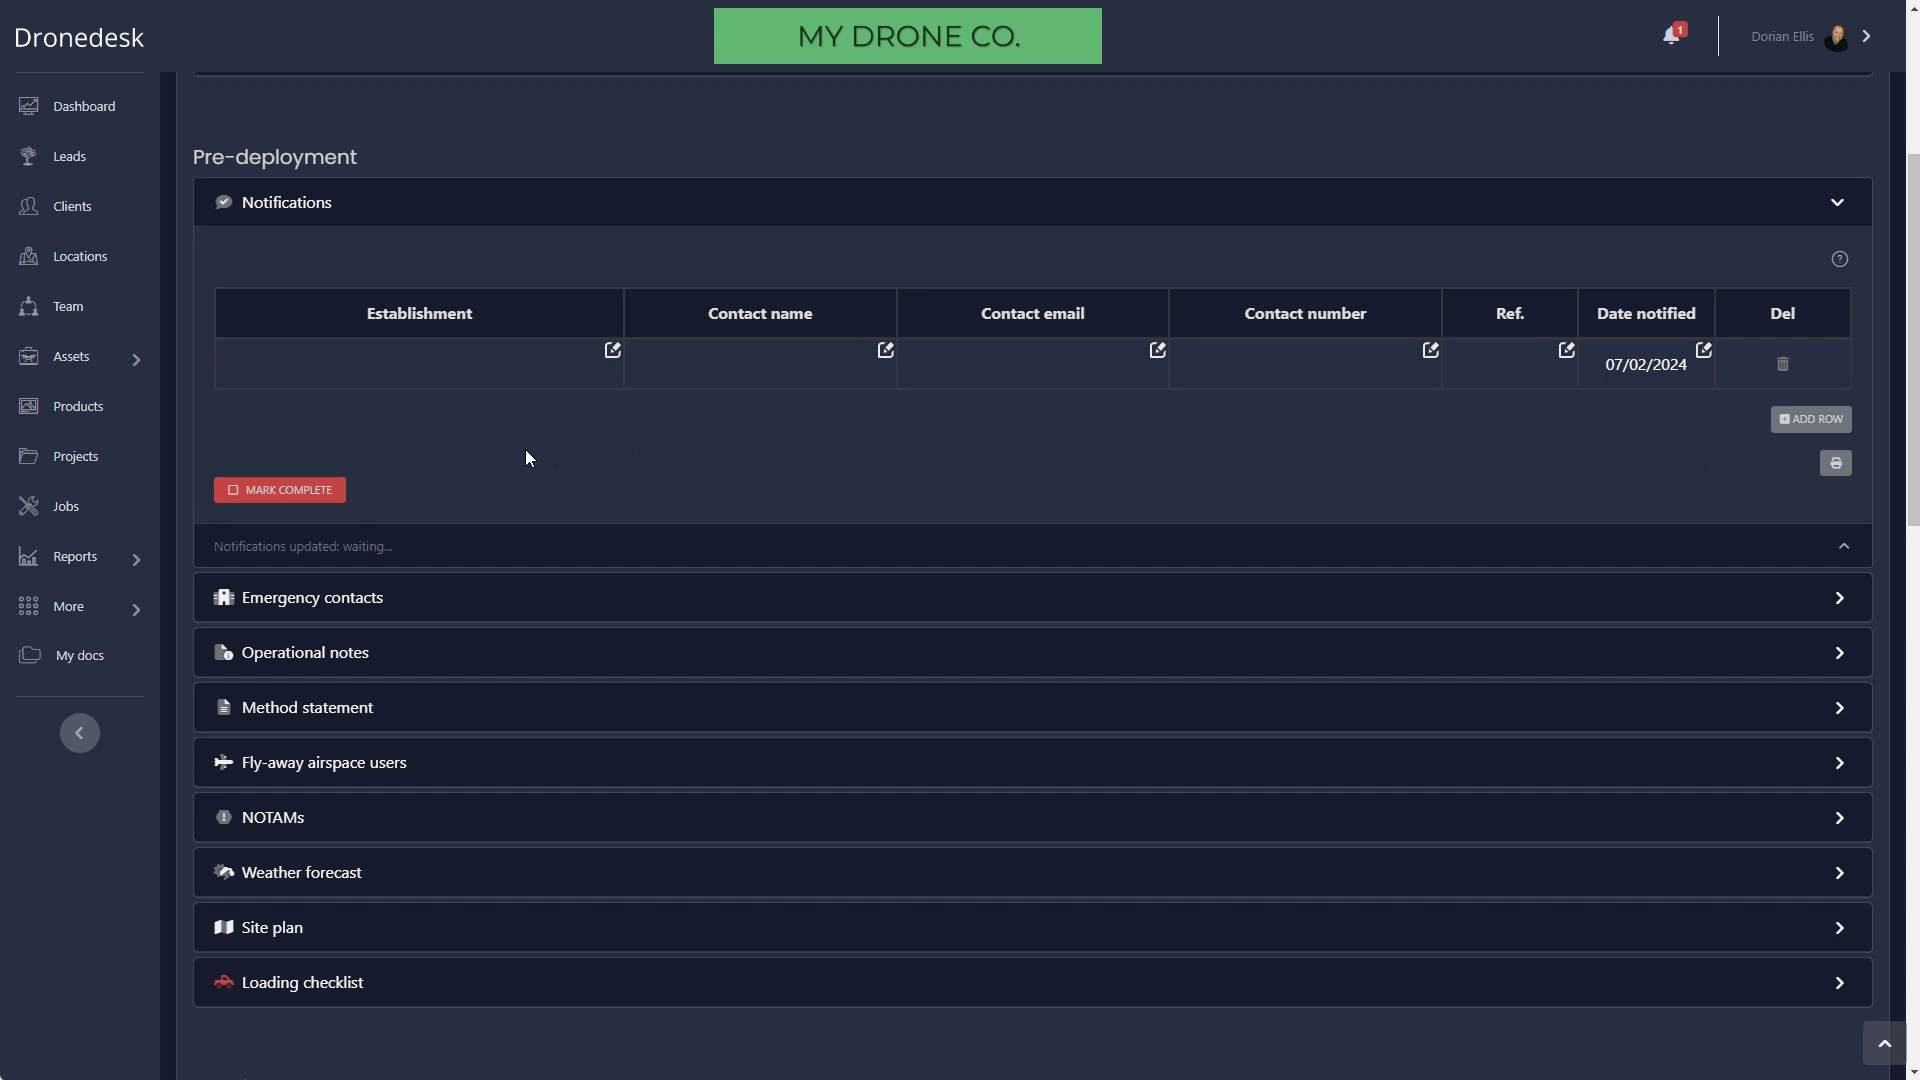 Dronedesk
MY DRONE CO.
1
Dorian Ellis
Dashboard
Leads
Clients
Locations
Team
Assets
Products
Projects
Jobs
Reports
More
My docs
Pre-deployment
Notifications
Establishment Contact name Contact email Contact number Ref. Date notified Del
07/02/2024
ADD ROW
MARK COMPLETE
Notifications updated: waiting...
Emergency contacts
Operational notes
Method statement
Fly-away airspace users
NOTAMs
Weather forecast
Site plan
Loading checklist